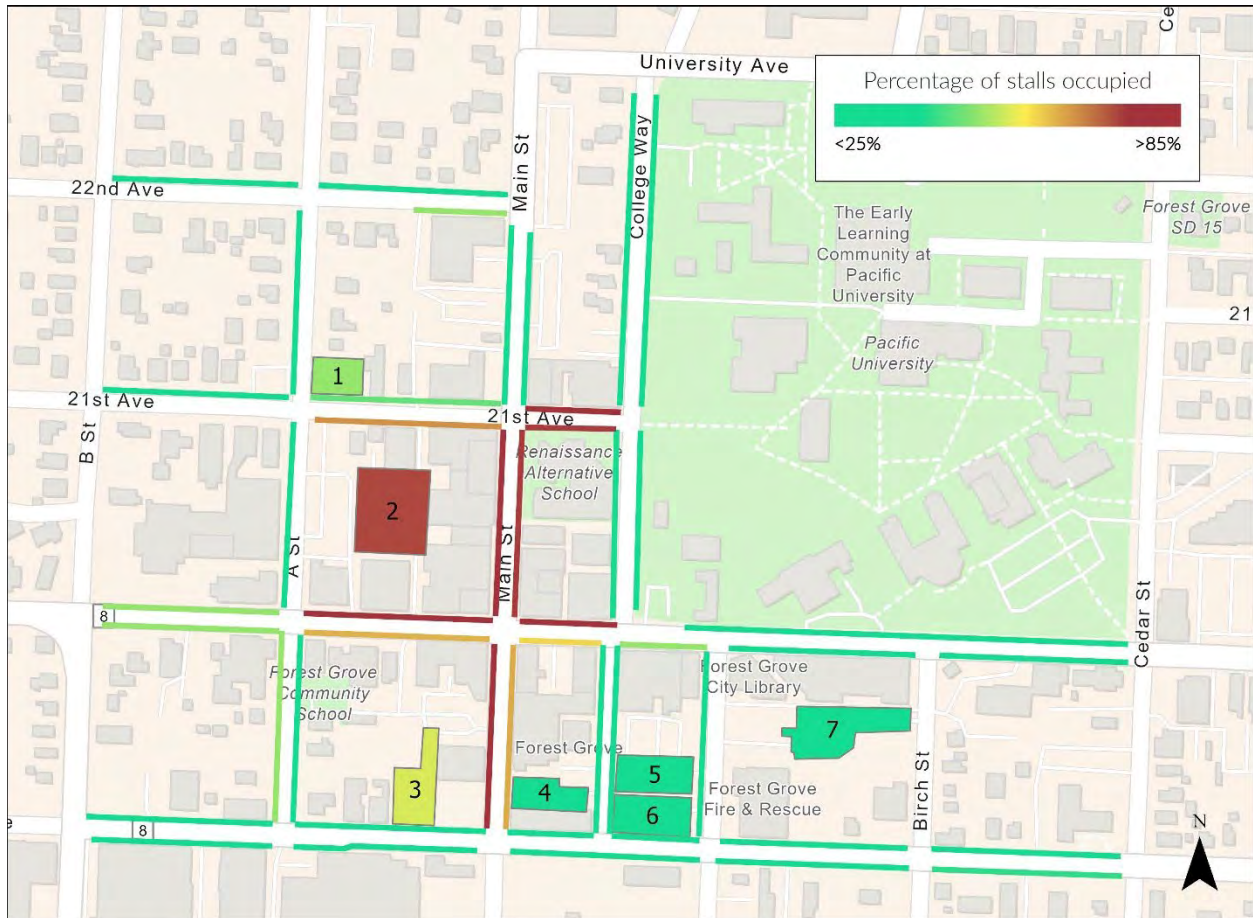 Ce
University Ave
Percentage of stalls occupied
<25%
>85%
22nd Ave
Main St
College Way
The Early
Learning
Community at
Pacific
University
Forest Grove
SD 15
21
Pacific
University
1
21st Ave
21st Ave
B St
Renaissance
Alternative
School
2
A St
Main St
8
Cedar St
Forest Grove
Community
School
Forest Grove
City Library
7
Forest Grove
5
3
4
6
Forest Grove
Fire & Rescue
Birch St
8
e
N